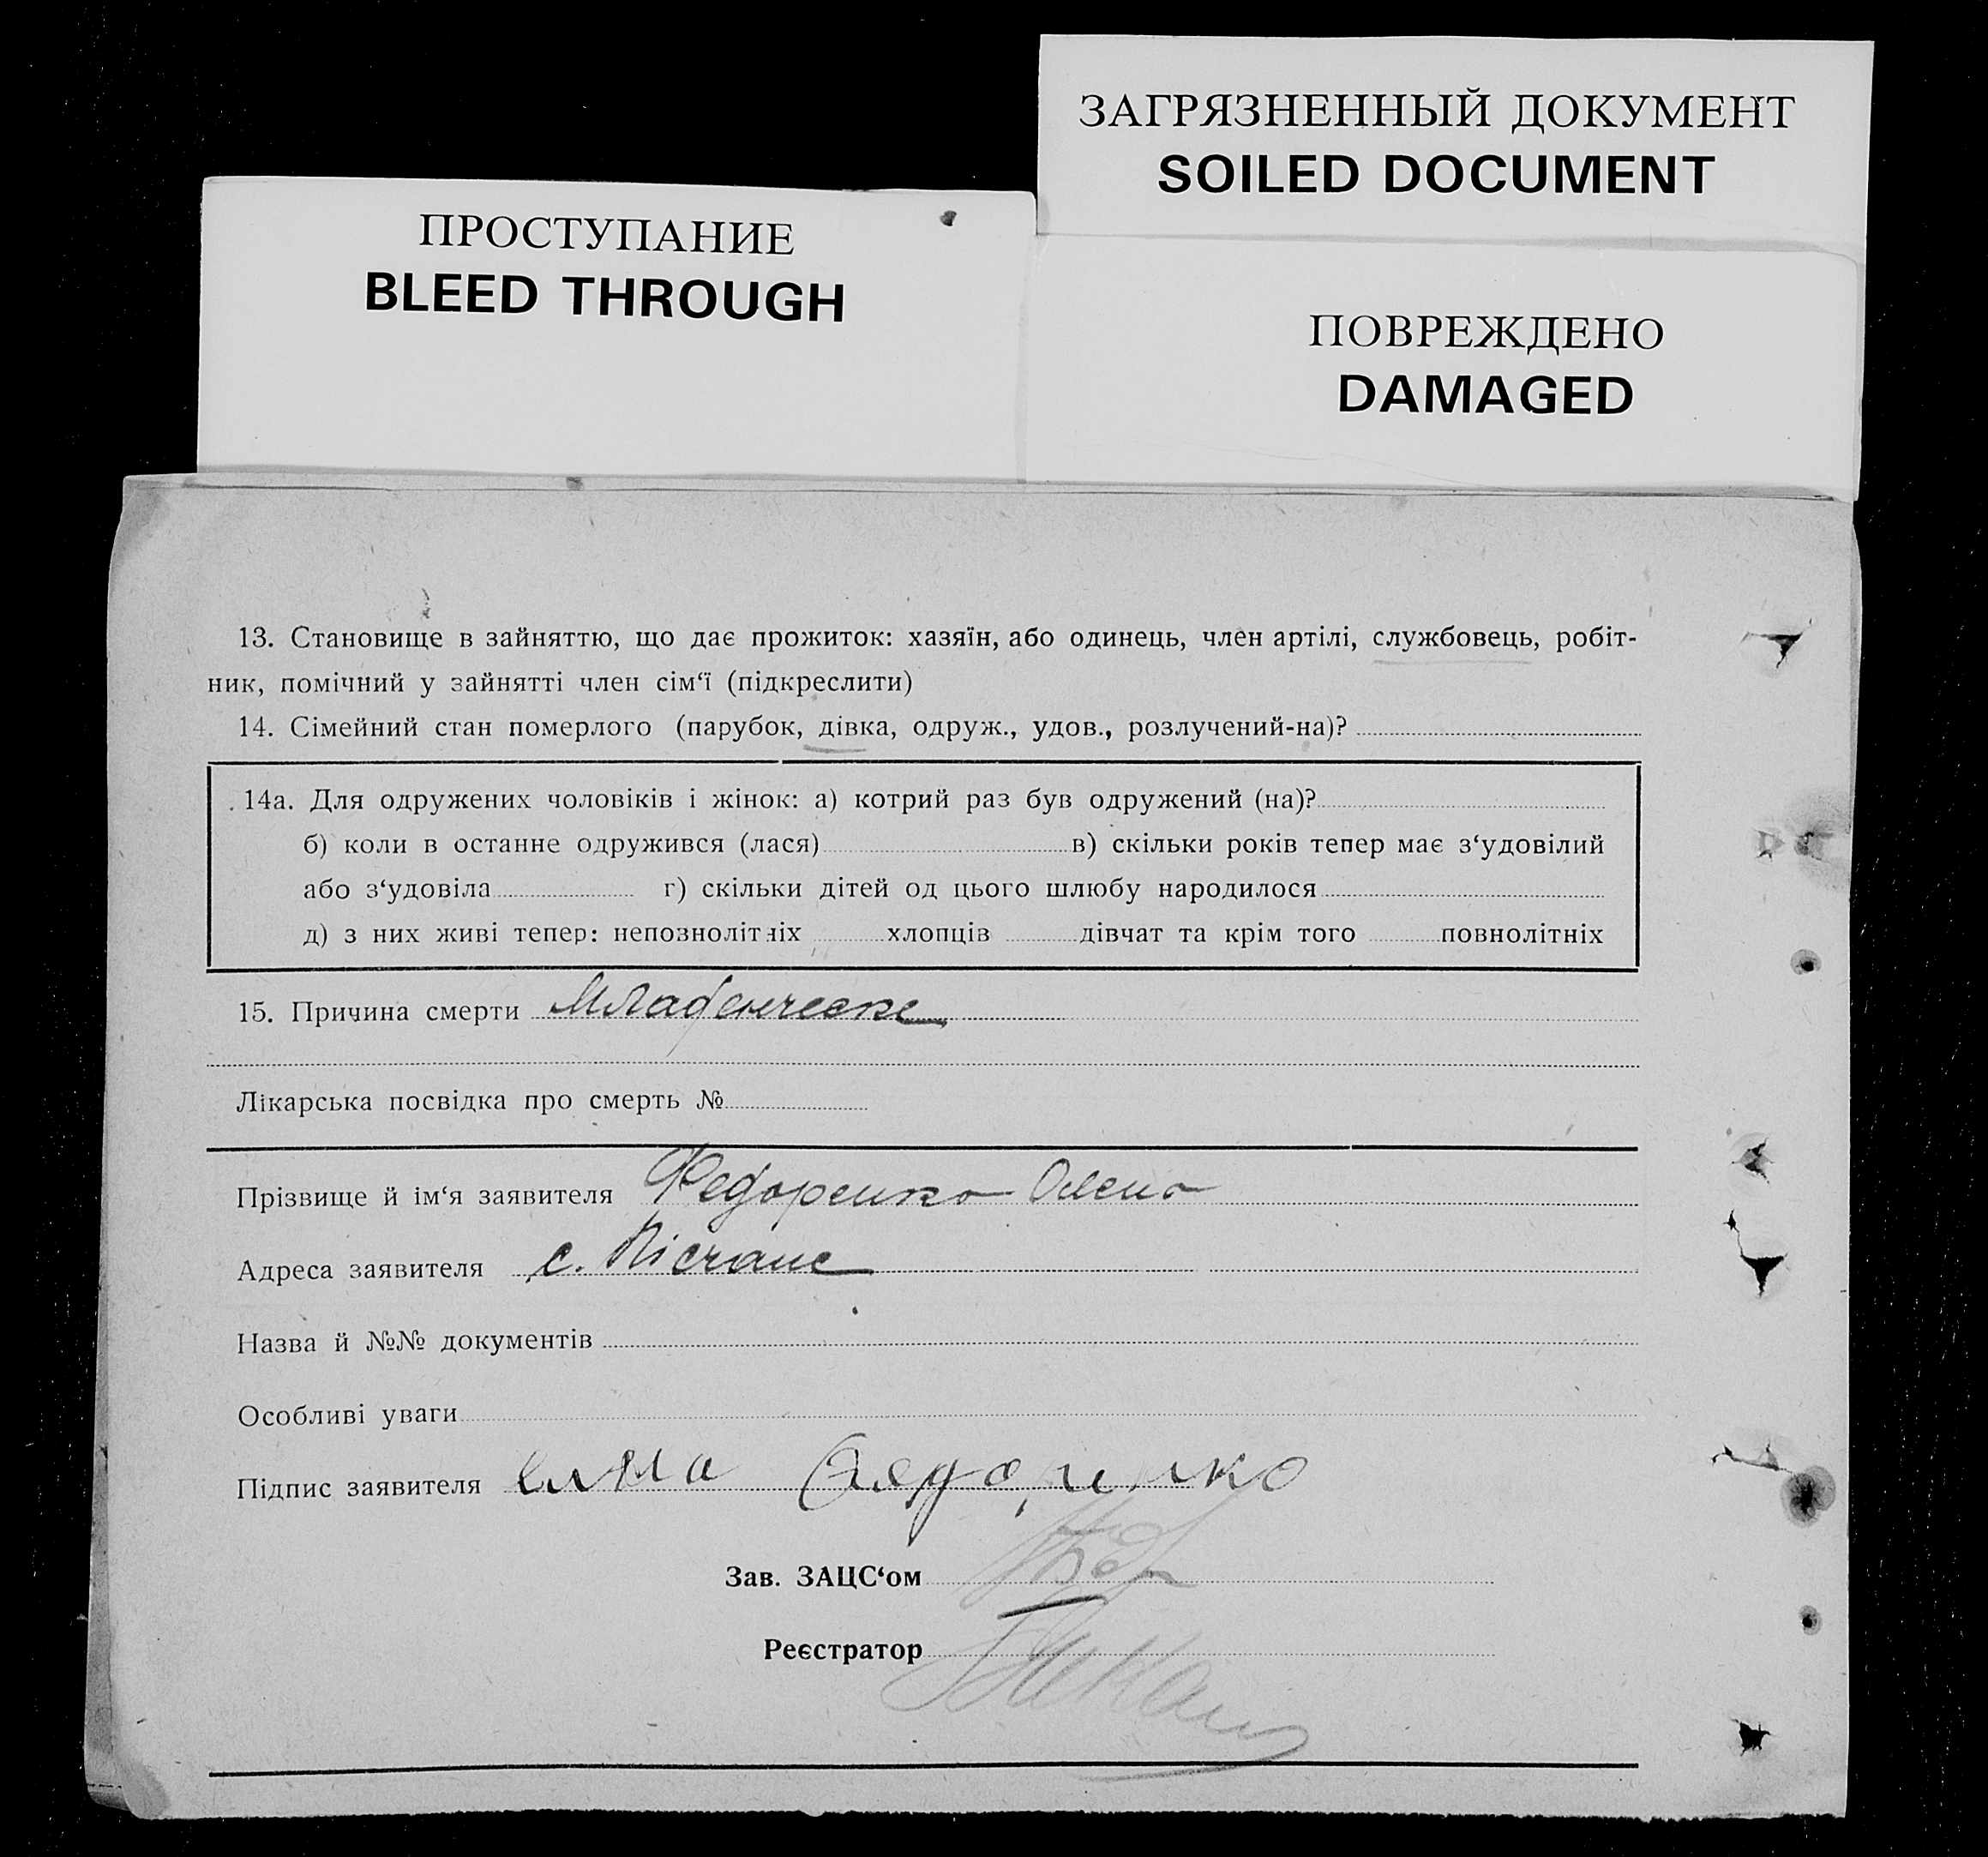 ЗАГРЯЗНЕННЫЙ ДОКУМЕНТ
SOILED DOCUMENT
ПРОСТУПАНИЕ
BLEED THROUGH
ПОВРЕЖДЕНО
DAMAGED
13. Становище в зайняттю, що дає прожиток: хазяїн, або одинець, член артілі, службовець, робіт-
ник, помічний у зайнятті член сім‘ї (підкреслити)
14. Сімейний стан померлого (парубок, дівка, одруж., удов., розлучений-на)?
14а. Для одружених чоловіків і жінок: а) котрий раз був одружений (на)?
б) коли в останне одружився (лася) в) скільки років тепер має з‘удовілий
або з‘удовіла г) скільки дітей од цього шлюбу народилося
д) з них живі тепер: непознолітніх хлопців дівчат та крім того повнолітніх
15. Причина смерти Младенческе
Лікарська посвідка про смерть №
Прізвище й ім‘я заявителя Федоренко Олена
Адреса заявителя с. Пісчане
Назва й №№ документів
Особливі уваги
Підпис заявителя
Зав. ЗАЦС‘ом
Реєстратор